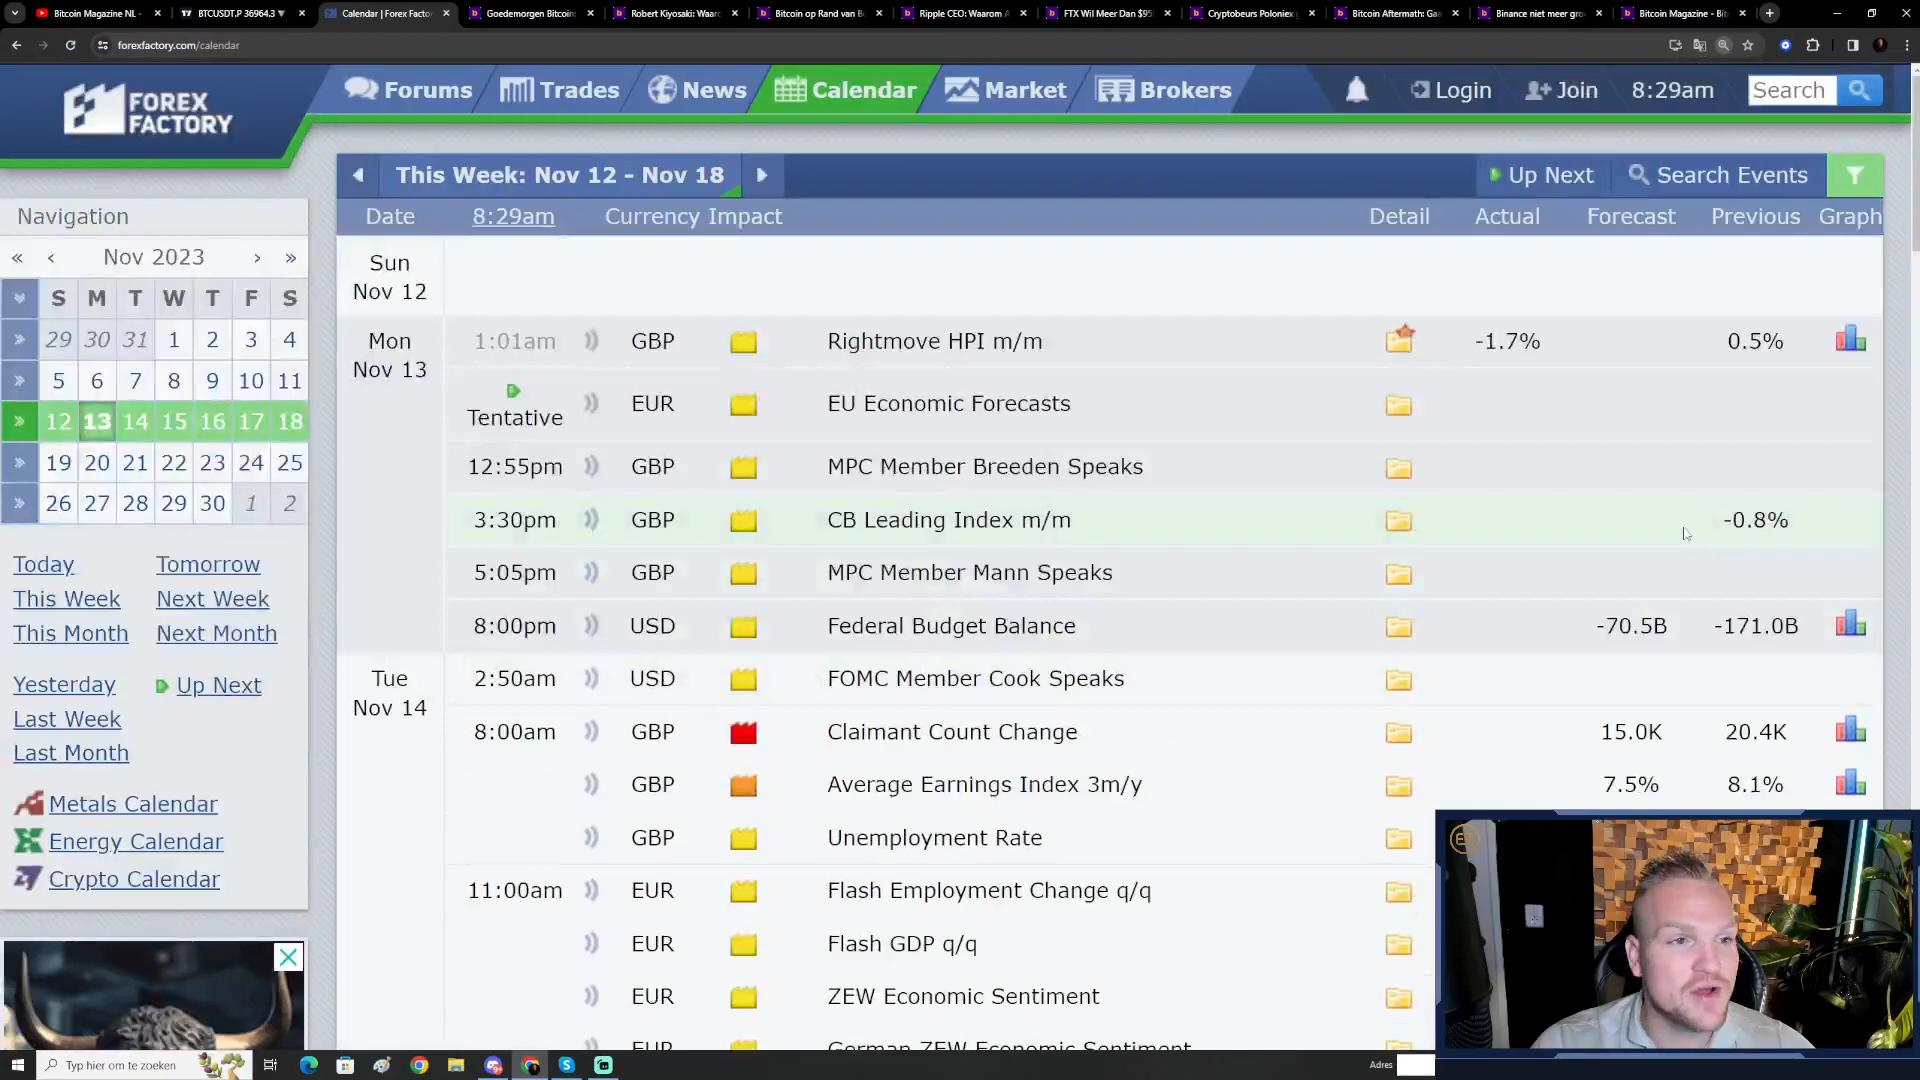 Bitcoin Magazine NL -
BTCUSDT.P 36964.3
Calendar | Forex Factor
Goedemorgen Bitcoin:
Robert Kiyosaki: Waaro
Bitcoin op Rand van Be
Ripple CEO: Waarom A
FTX Wil Meer Dan $95
Cryptobeurs Poloniex g
Bitcoin Aftermath: Gaa
Binance niet meer gro
Bitcoin Magazine - Bit
forexfactory.com/calendar
FOREX
FACTORY
Forums
Trades
News
Calendar
Market
Brokers
Login
Join
8:29am
Search
This Week: Nov 12 - Nov 18
Up Next
Search Events
Date 8:29am Currency Impact Detail Actual Forecast Previous Graph
Navigation
« ‹ Nov 2023 › »
S M T W T F S
29 30 31 1 2 3 4
5 6 7 8 9 10 11
12 13 14 15 16 17 18
19 20 21 22 23 24 25
26 27 28 29 30 1 2
Today Tomorrow
This Week Next Week
This Month Next Month
Yesterday Up Next
Last Week
Last Month
Metals Calendar
Energy Calendar
Crypto Calendar
Sun
Nov 12
Mon
Nov 13
1:01am GBP Rightmove HPI m/m -1.7% 0.5%
Tentative EUR EU Economic Forecasts
12:55pm GBP MPC Member Breeden Speaks
3:30pm GBP CB Leading Index m/m -0.8%
5:05pm GBP MPC Member Mann Speaks
8:00pm USD Federal Budget Balance -70.5B -171.0B
Tue
Nov 14
2:50am USD FOMC Member Cook Speaks
8:00am GBP Claimant Count Change 15.0K 20.4K
GBP Average Earnings Index 3m/y 7.5% 8.1%
GBP Unemployment Rate
11:00am EUR Flash Employment Change q/q
EUR Flash GDP q/q
EUR ZEW Economic Sentiment
EUR German ZEW Economic Sentiment
Typ hier om te zoeken
Adres